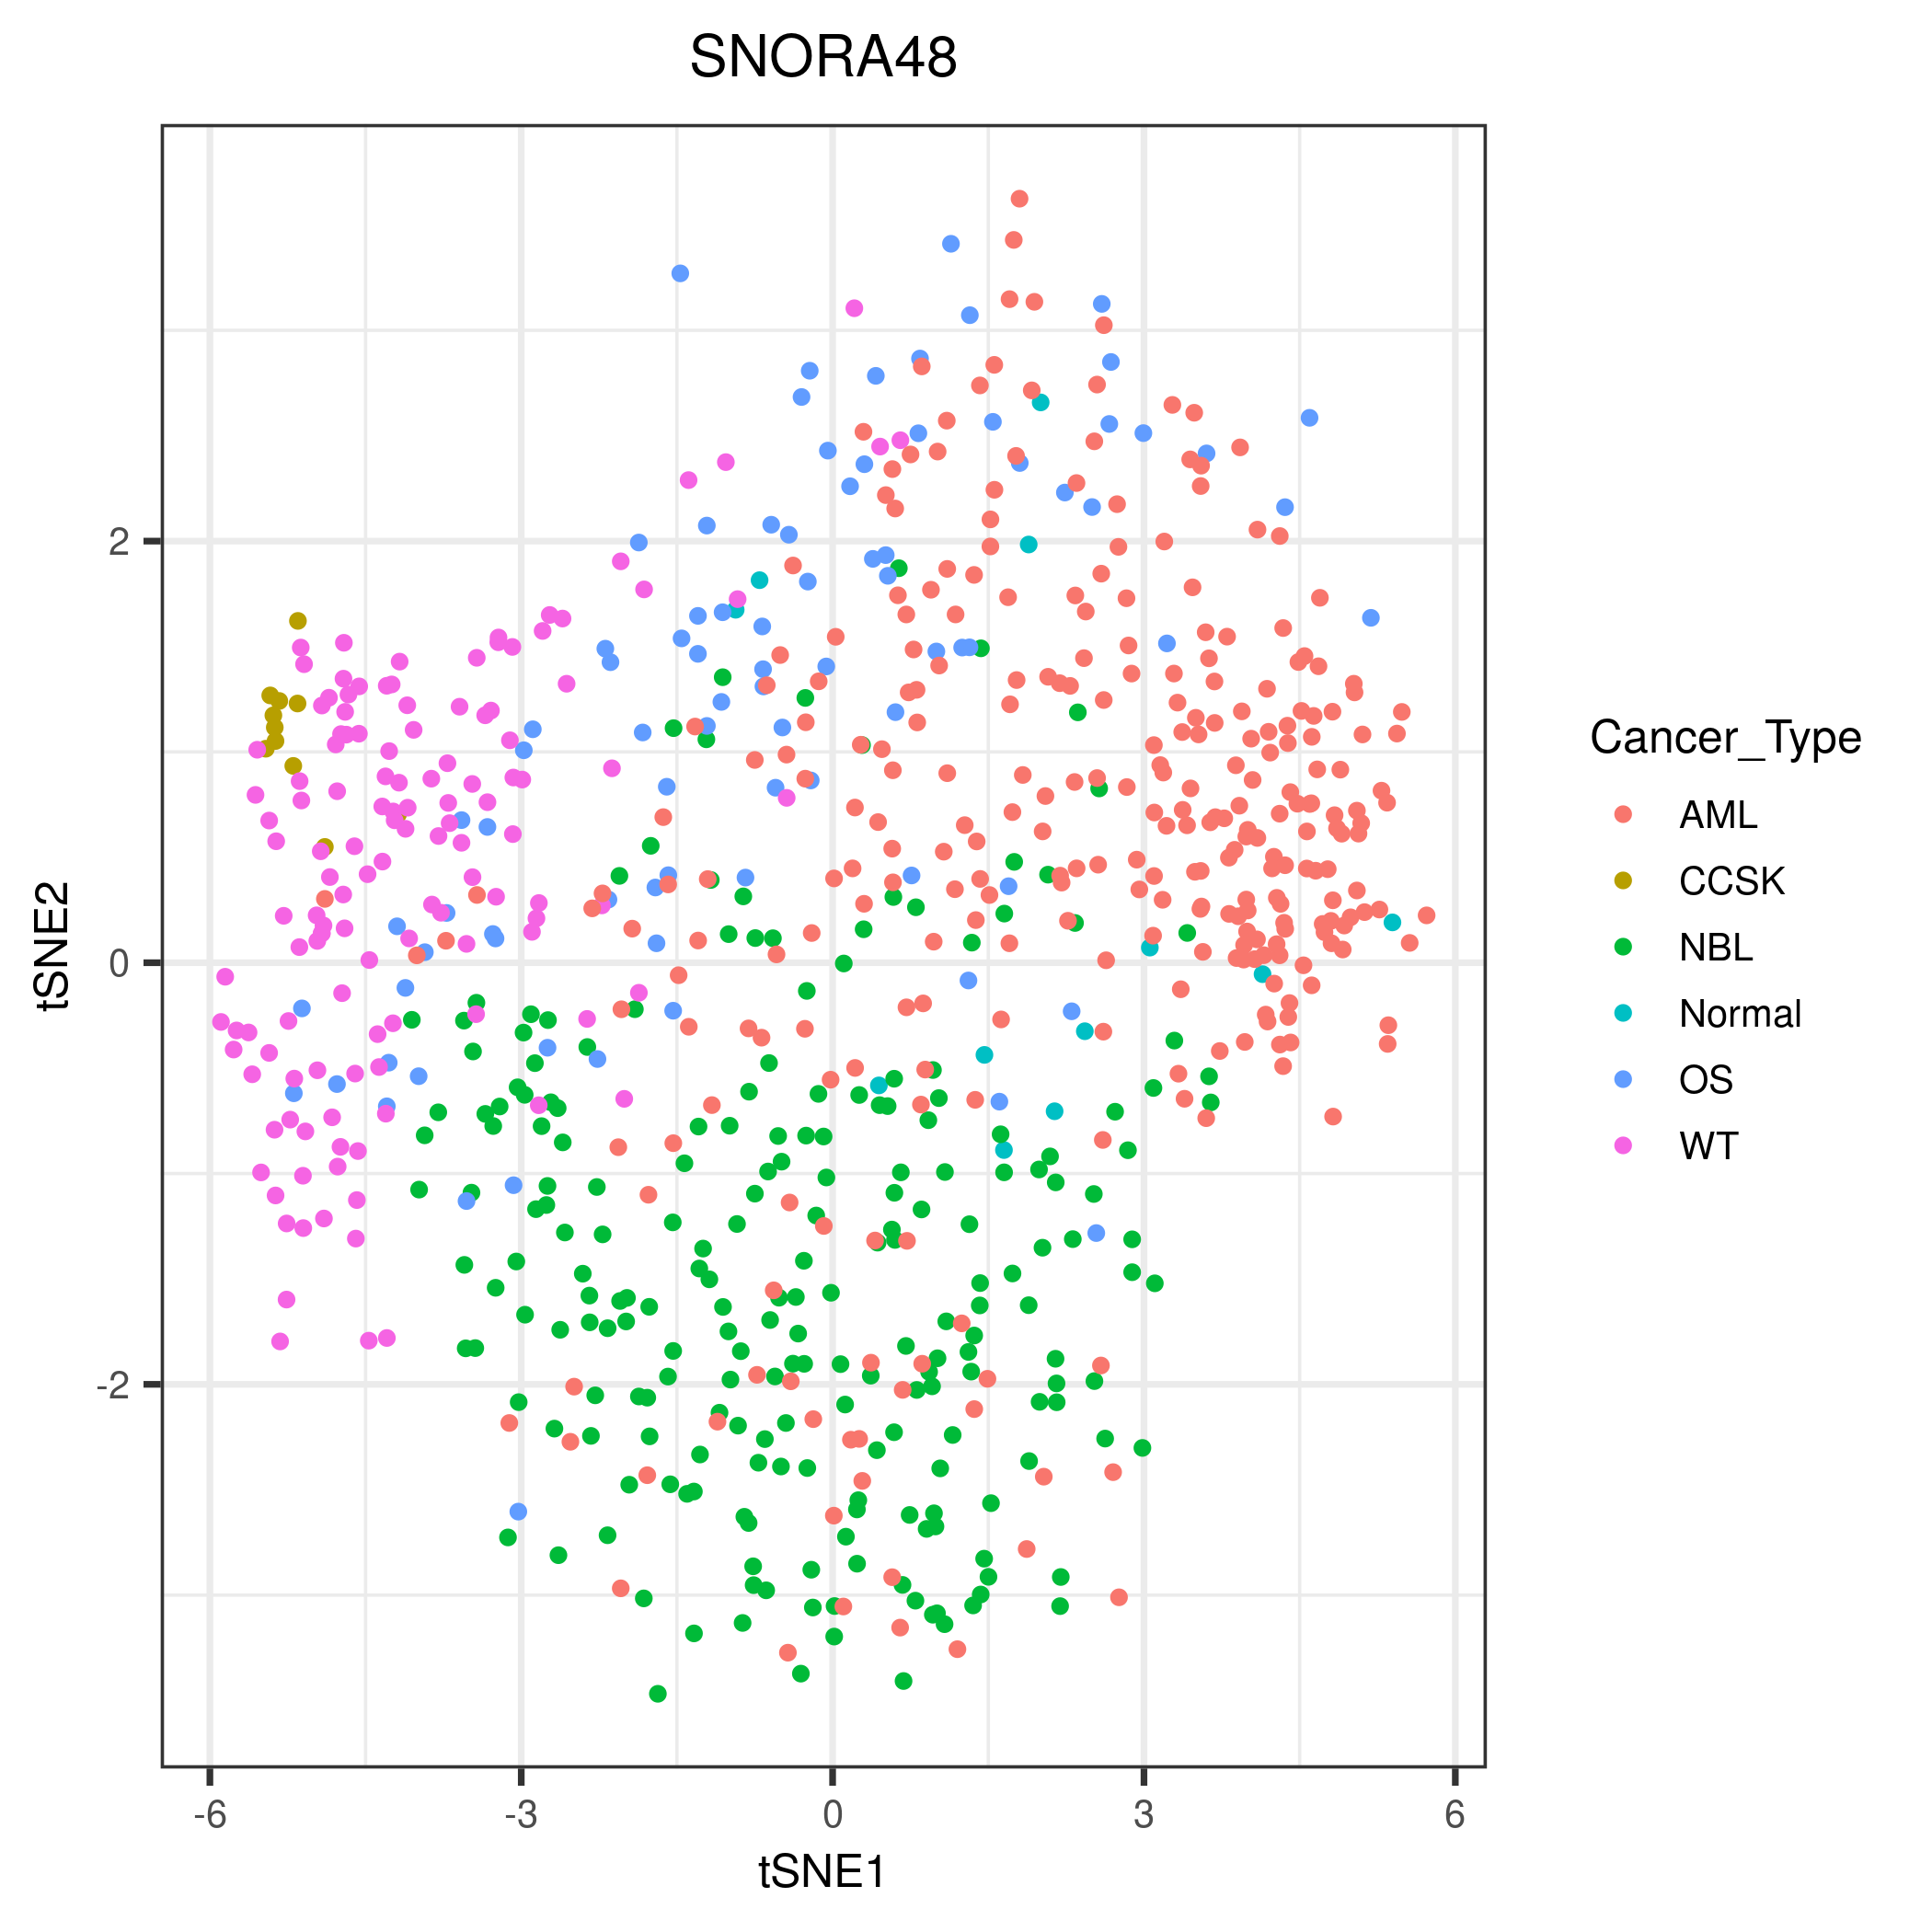 SNORA48
tSNE2
2
0
-2
-6
-3
0
3
6
tSNE1
Cancer_Type
AML
CCSK
NBL
Normal
OS
WT